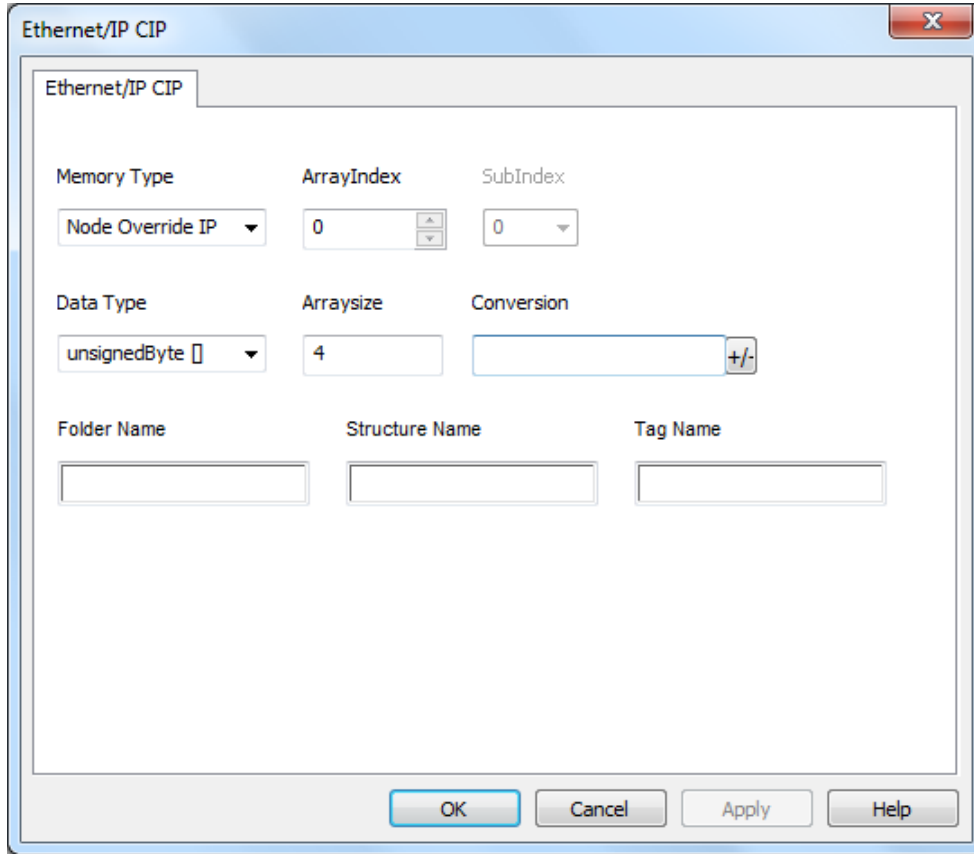 Ethernet/IP CIP
Ethernet/IP CIP
Memory Type ArrayIndex SubIndex
Node Override IP 0 0
Data Type Arraysize Conversion
unsignedByte [] 4 +/-
Folder Name Structure Name Tag Name
OK Cancel Apply Help